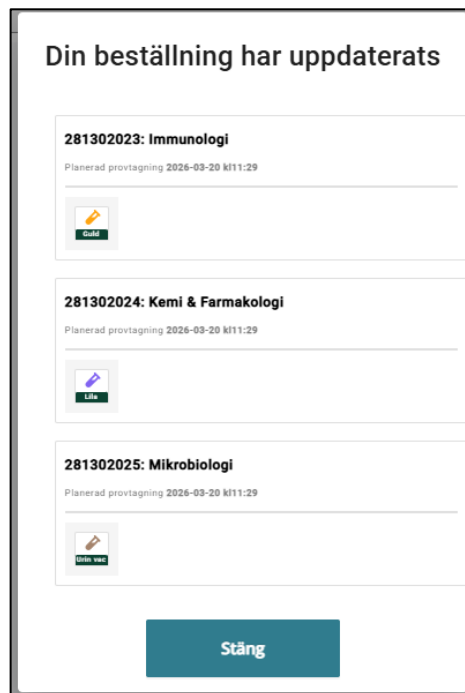 Din beställning har uppdaterats
281302023: Immunologi
Planerad provtagning 2026-03-20 kl11:29
Guld
281302024: Kemi & Farmakologi
Planerad provtagning 2026-03-20 kl11:29
Lila
281302025: Mikrobiologi
Planerad provtagning 2026-03-20 kl11:29
Urin vac
Stäng